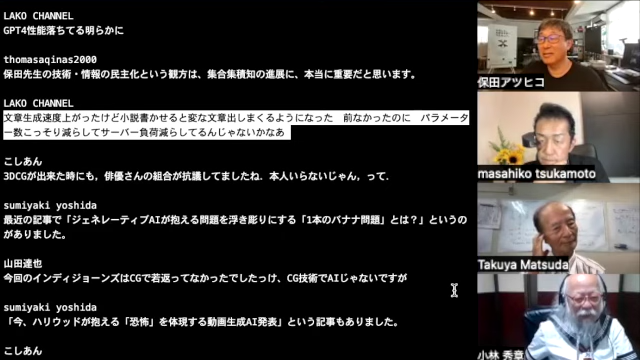 LAKO CHANNEL
GPT4性能落ちてる明らかに
thomasaqinas2000
保田先生の技術・情報の民主化という観方は、集合集積知の進展に、本当に重要だと思います。
LAKO CHANNEL
文章生成速度上がったけど小説書かせると変な文章出しまくるようになった　前なかったのに　パラメータ
ー数こっそり減らしてサーバー負荷減らしてるんじゃないかなあ
こしあん
3DCGが出来た時にも，俳優さんの組合が抗議してましたね．本人いらないじゃん，って．
sumiyaki yoshida
最近の記事で「ジェネレーティブAIが抱える問題を浮き彫りにする「1本のバナナ問題」とは？」というの
がありました。
山田達也
今回のインディジョーンズはCGで若返ってなかったでしたっけ、CG技術でAIじゃないですが
sumiyaki yoshida
「今、ハリウッドが抱える「恐怖」を体現する動画生成AI発表」という記事もありました。
こしあん
保田アツヒコ
masahiko tsukamoto
Takuya Matsuda
小林 秀章